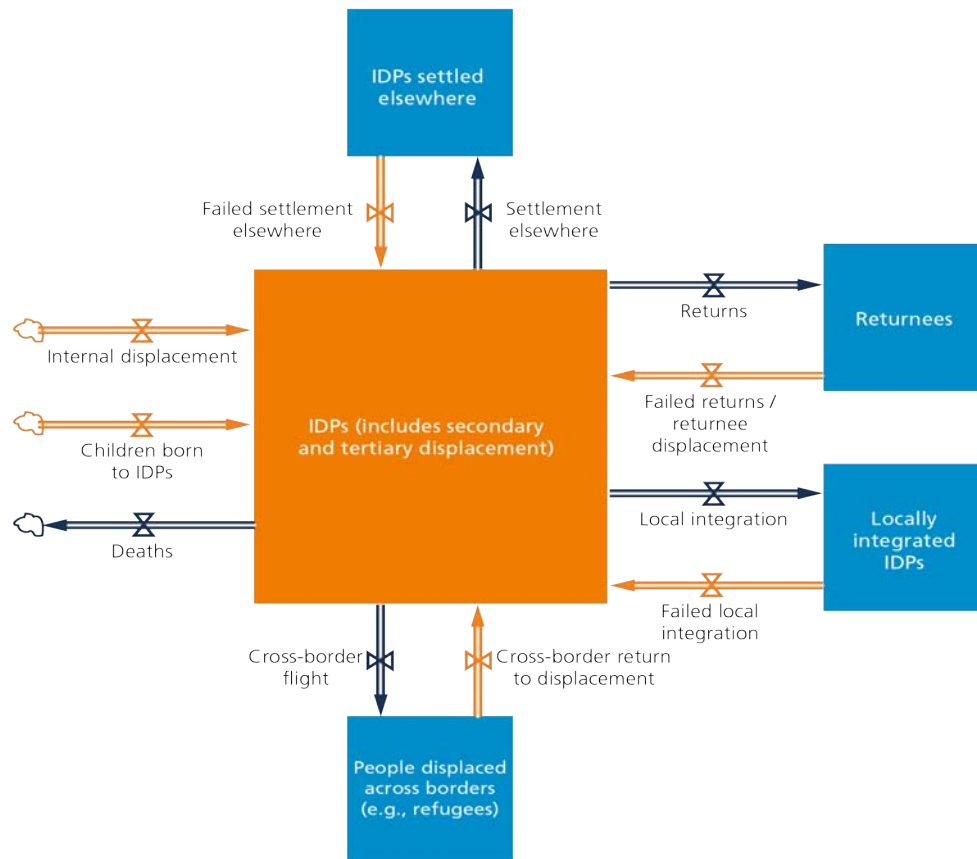 IDPs settled
elsewhere
Failed settlement
elsewhere
Settlement
elsewhere
Returns
Returnees
Internal displacement
Failed returns /
returnee
displacement
IDPs (includes secondary
and tertiary displacement)
Children born
to IDPs
Local integration
Locally
integrated
IDPs
Deaths
Failed local
integration
Cross-border
flight
Cross-border return
to displacement
People displaced
across borders
(e.g., refugees)